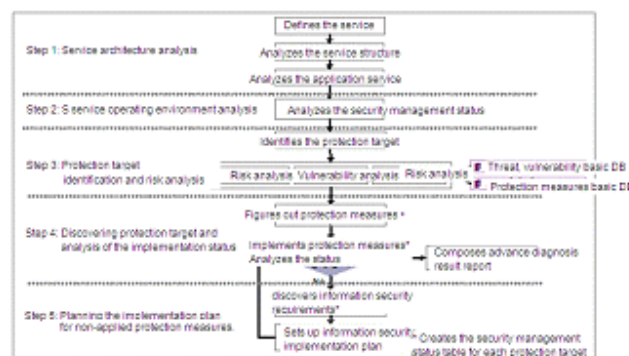 Defines the service
Step 1: Service architecture analysis
Analyzes the service structure
Analyzes the application service
Step 2: S service operating environment analysis
Analyzes the security management status
Identifies the protection target
Step 3: Protection target
identification and risk analysis
Risk analysis
Vulnerability analysis
Risk analysis
Threat, vulnerability basic DB
Protection measures basic DB
Figures out protection measures
Step 4: Discovering protection target and
analysis of the implementation status
Implements protection measures*
Analyzes the status
Composes advance diagnosis
result report
No
discovers information security
requirements*
Step 5: Planning the implementation plan
for non-applied protection measures.
Sets up information security
implementation plan
* Creates the security management
status table for each protection target